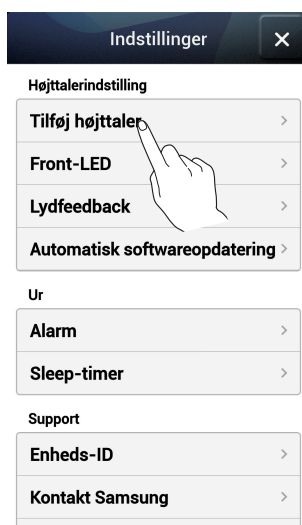 Indstillinger
Højttalerindstilling
Tilføj højttaler
Front-LED
Lydfeedback
Automatisk softwareopdatering
Ur
Alarm
Sleep-timer
Support
Enheds-ID
Kontakt Samsung